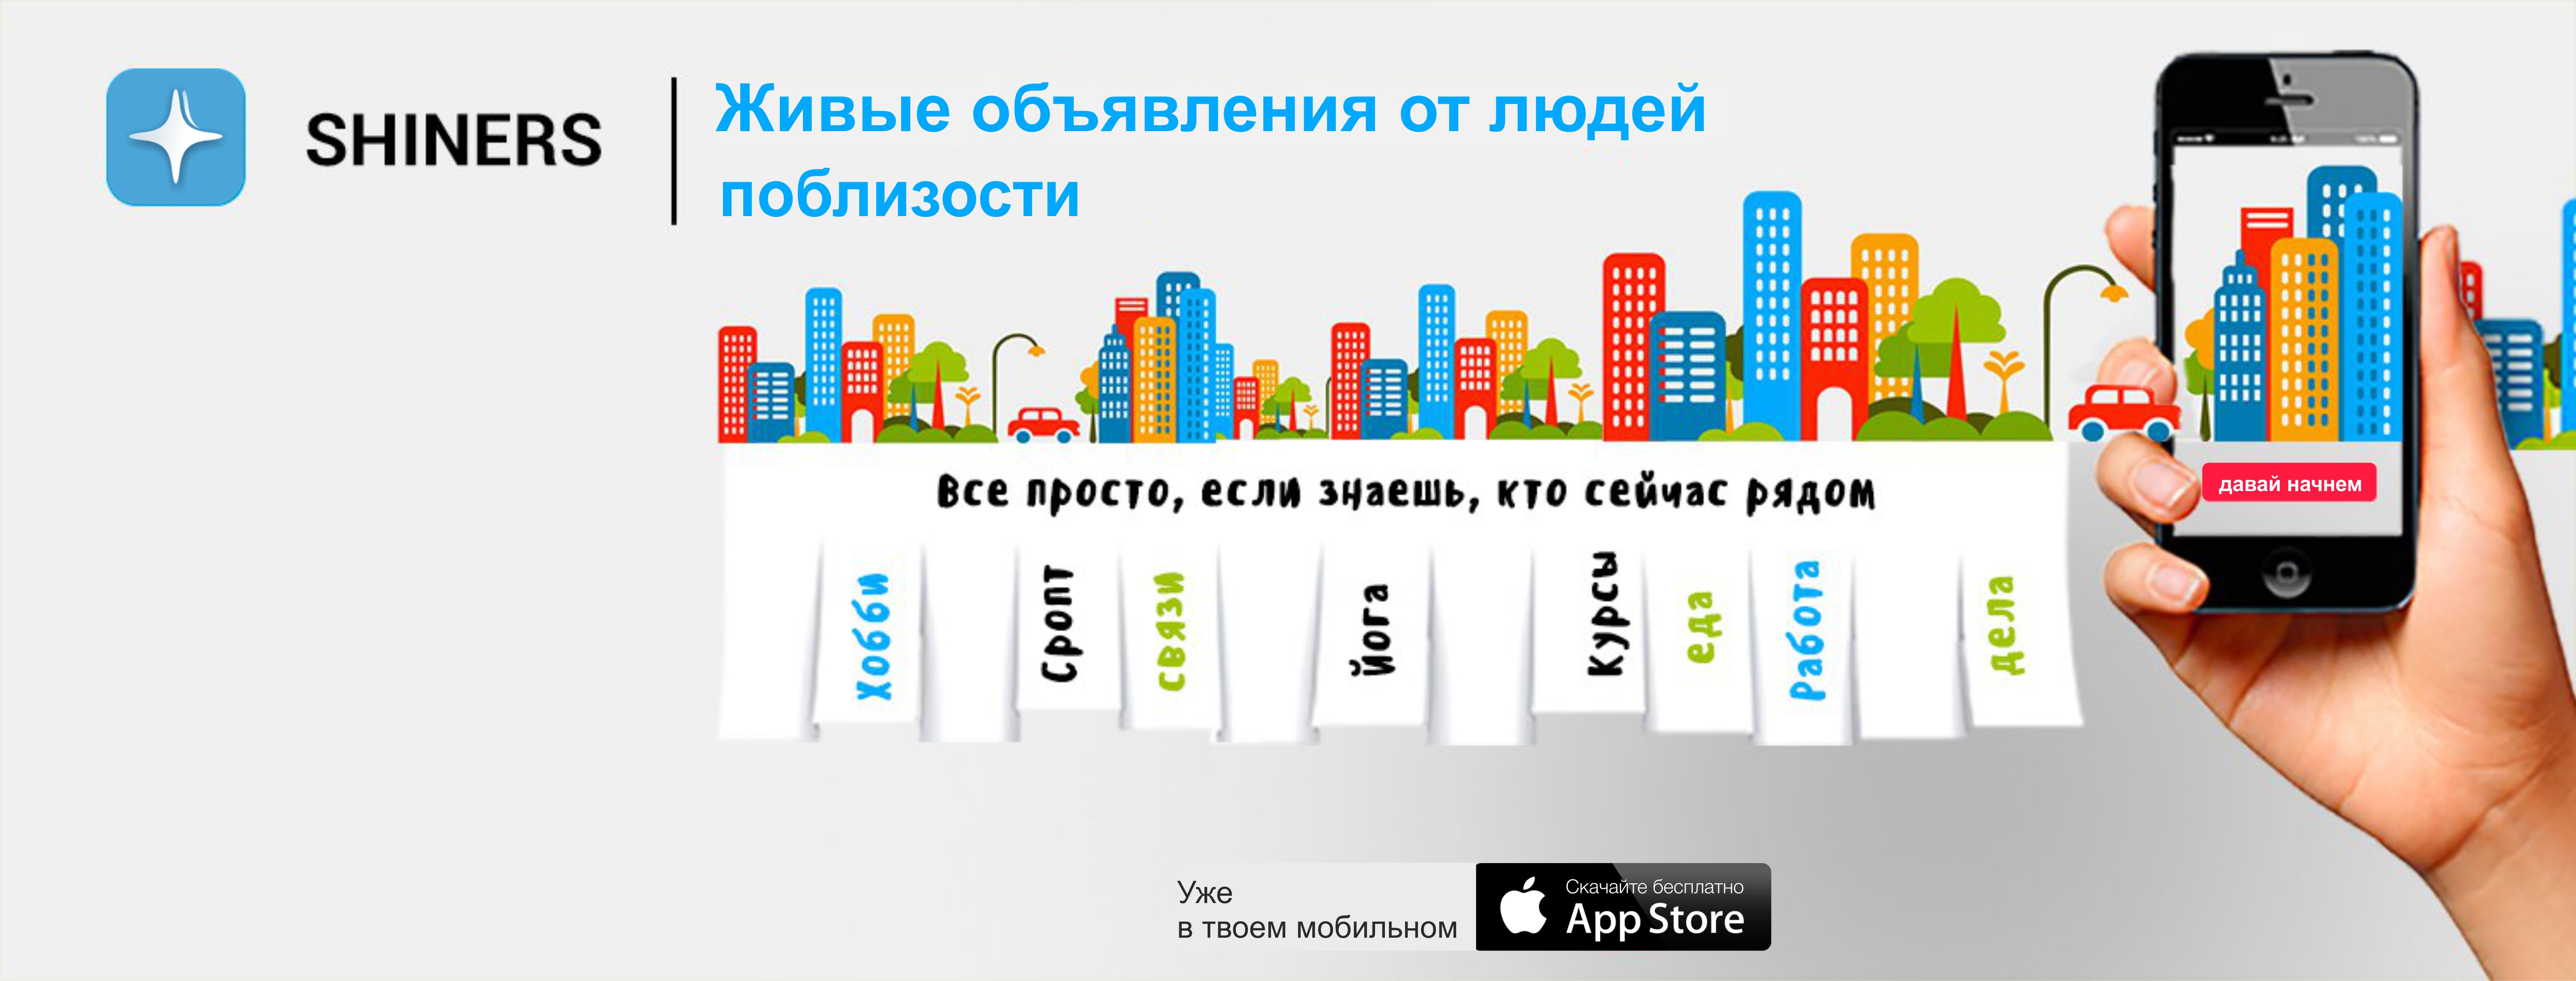 SHINERS
Живые объявления от людей
поблизости
Все просто, если знаешь, кто сейчас рядом
давай начнем
Хобби
Сропт
связи
Йога
Курсы
еда
Работа
дела
Уже
в твоем мобильном
Скачайте бесплатно
App Store